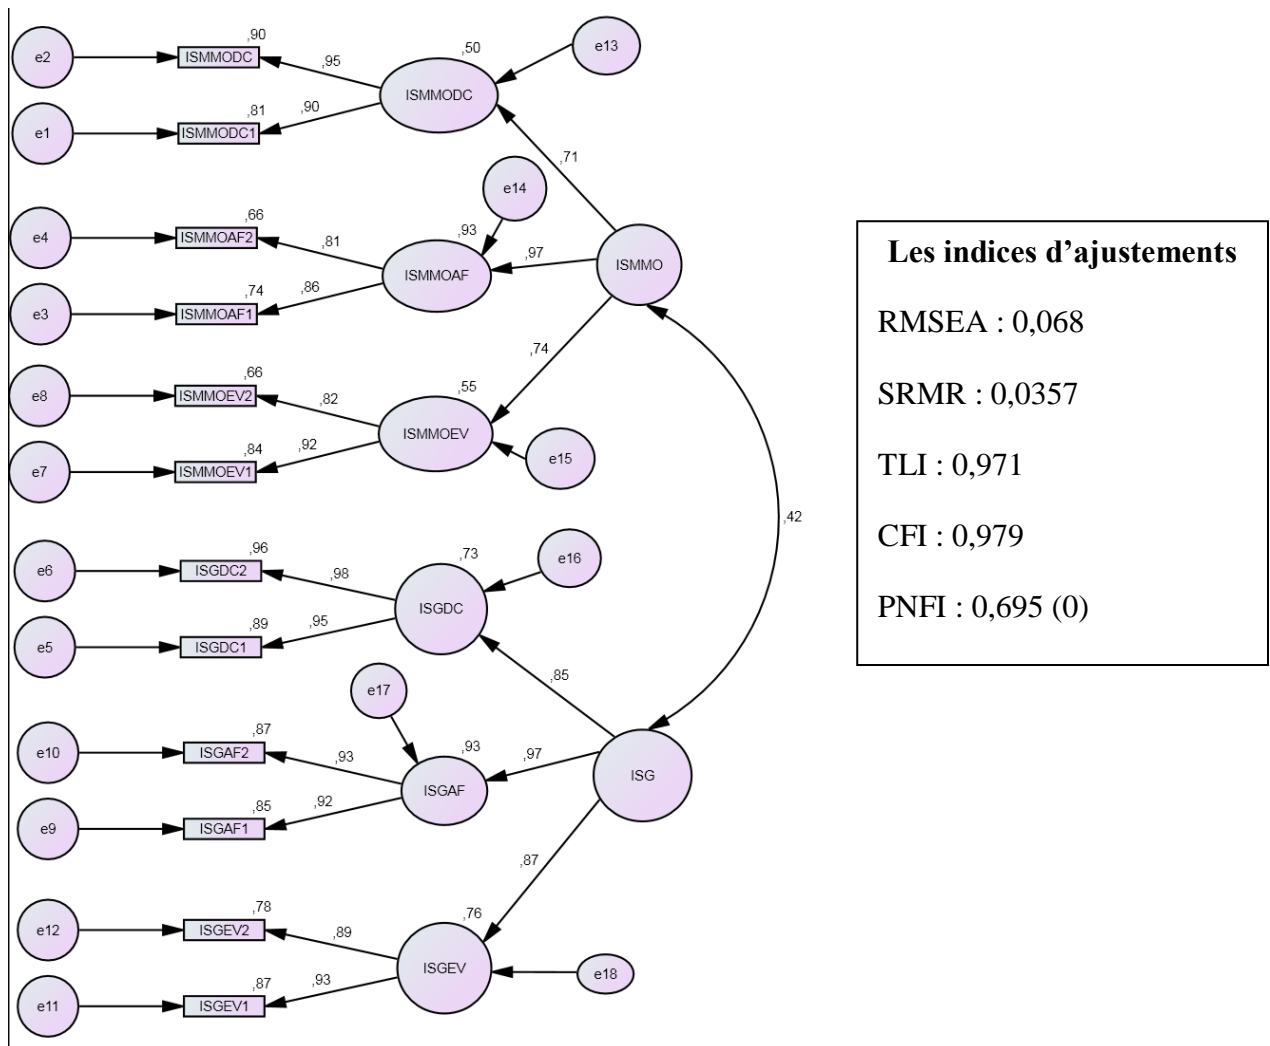 e2
,90
ISMMODC
,95
,50
ISMMODC
e13
e1
,81
ISMMODC1
,90
,71
e14
e4
,66
ISMMOAF2
,81
,93
ISMMOAF
,97
ISMMO
e3
,74
ISMMOAF1
,86
,74
e8
,66
ISMMOEV2
,82
,55
ISMMOEV
e15
e7
,84
ISMMOEV1
,92
,42
e6
,96
ISGDC2
,98
,73
ISGDC
e16
e5
,89
ISGDC1
,95
,85
e17
e10
,87
ISGAF2
,93
,93
ISGAF
,97
ISG
e9
,85
ISGAF1
,92
,87
e12
,78
ISGEV2
,89
,76
ISGEV
e18
e11
,87
ISGEV1
,93
Les indices d’ajustements
RMSEA : 0,068
SRMR : 0,0357
TLI : 0,971
CFI : 0,979
PNFI : 0,695 (0)